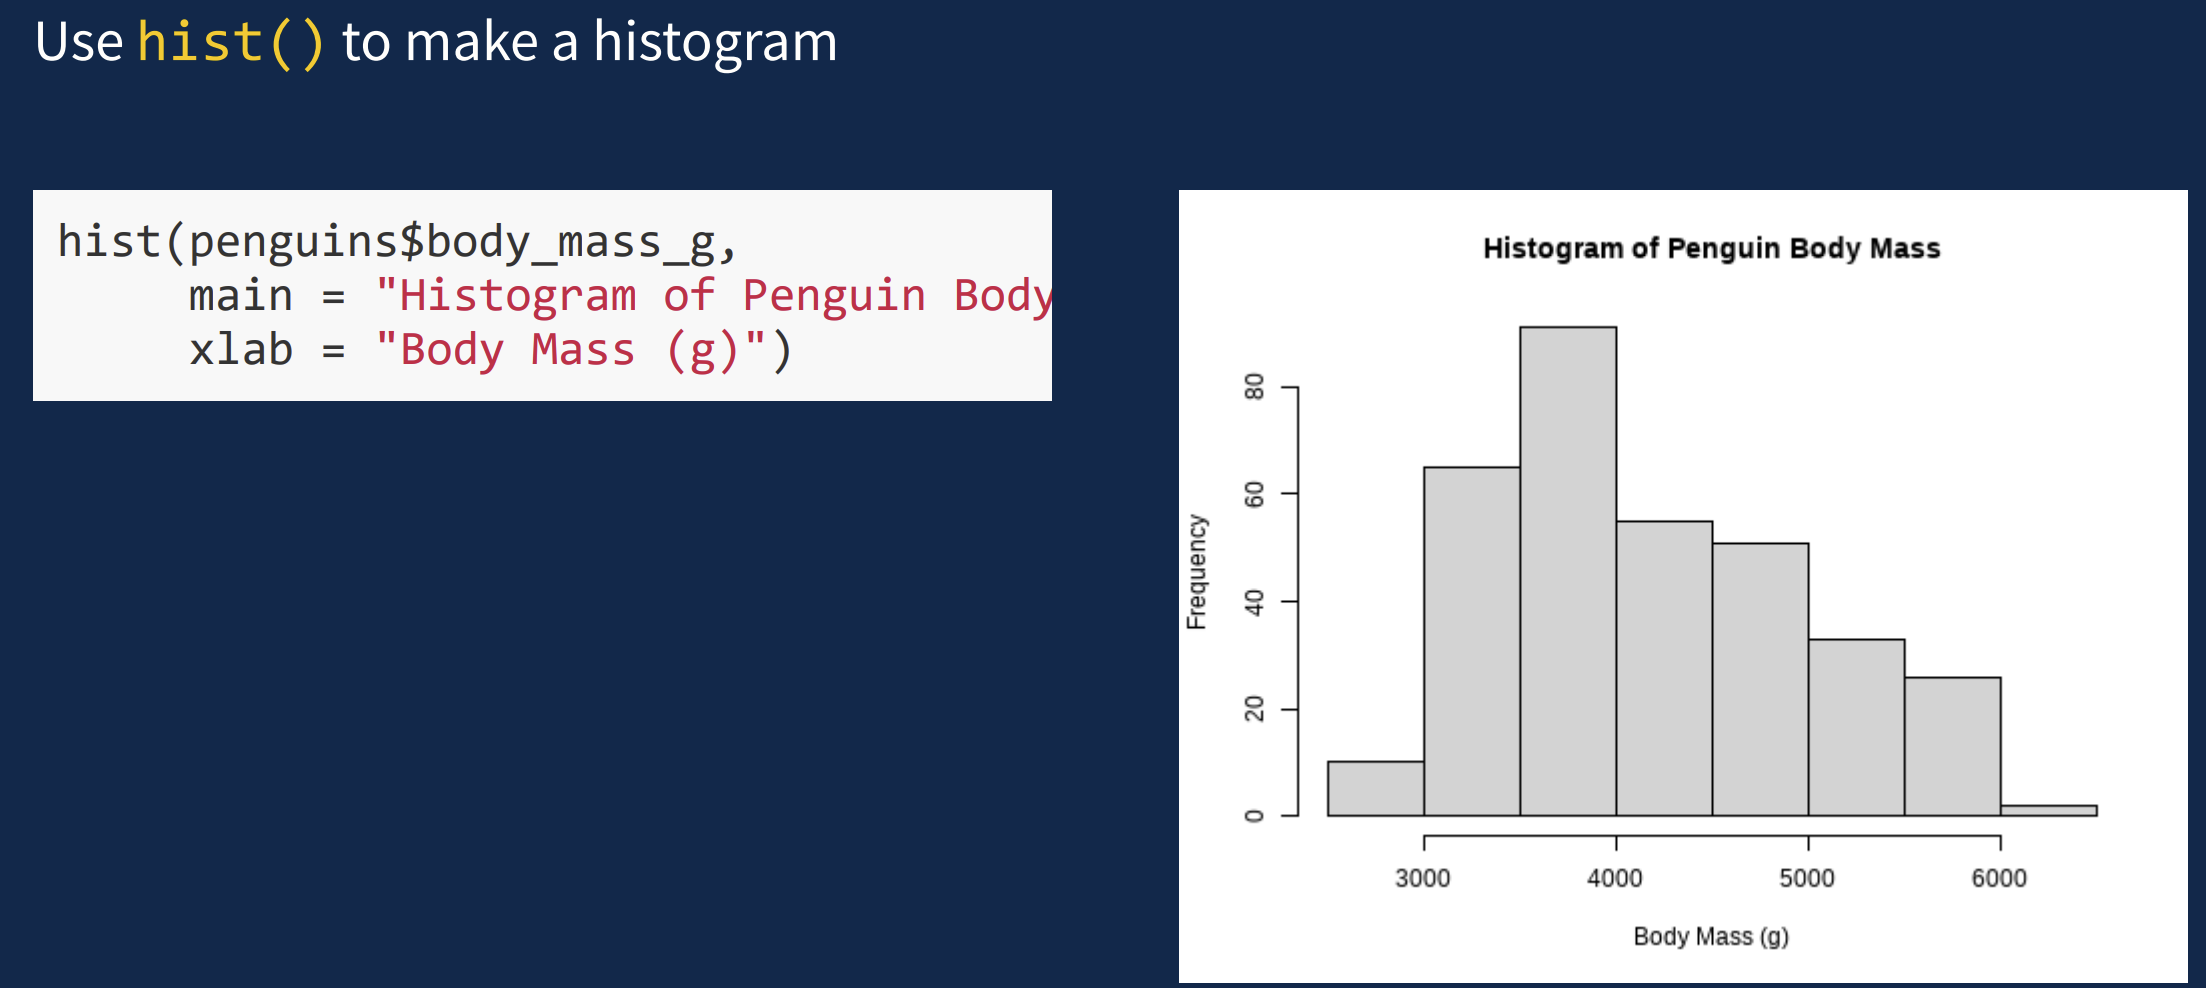 Use hist() to make a histogram
hist(penguins$body_mass_g,
     main = "Histogram of Penguin Body
     xlab = "Body Mass (g)")
Histogram of Penguin Body Mass
Frequency
80
60
40
20
0
3000 4000 5000 6000
Body Mass (g)